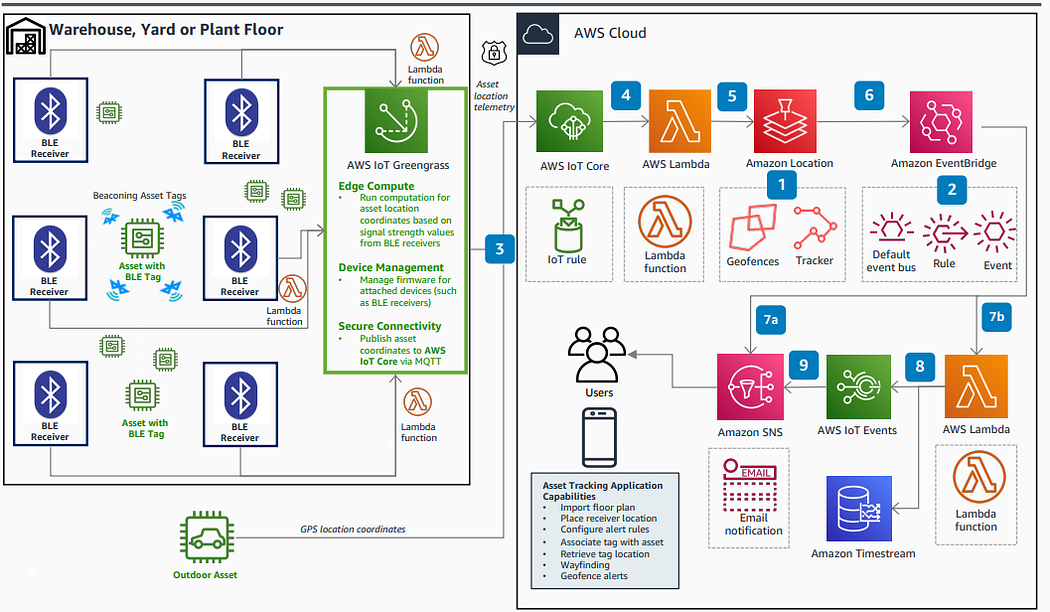 Warehouse, Yard or Plant Floor
BLE
Receiver
BLE
Receiver
Lambda
function
AWS IoT Greengrass
Edge Compute
• Run computation for
asset location
coordinates based on
signal strength values
from BLE receivers
Device Management
• Manage firmware for
attached devices (such
as BLE receivers)
Secure Connectivity
• Publish asset
coordinates to AWS
IoT Core via MQTT
Beaconing Asset Tags
BLE
Receiver
Asset with
BLE Tag
BLE
Receiver
Lambda
function
BLE
Receiver
Asset with
BLE Tag
BLE
Receiver
Lambda
function
Outdoor Asset
GPS location coordinates
Asset
location
telemetry
3
AWS Cloud
AWS IoT Core
4
AWS Lambda
5
Amazon Location
6
Amazon EventBridge
IoT rule
Lambda
function
1
Geofences
Tracker
2
Default
event bus
Rule
Event
7a
7b
Users
Amazon SNS
9
AWS IoT Events
8
AWS Lambda
EMAIL
Email
notification
Amazon Timestream
Lambda
function
Asset Tracking Application
Capabilities
• Import floor plan
• Place receiver location
• Configure alert rules
• Associate tag with asset
• Retrieve tag location
• Wayfinding
• Geofence alerts